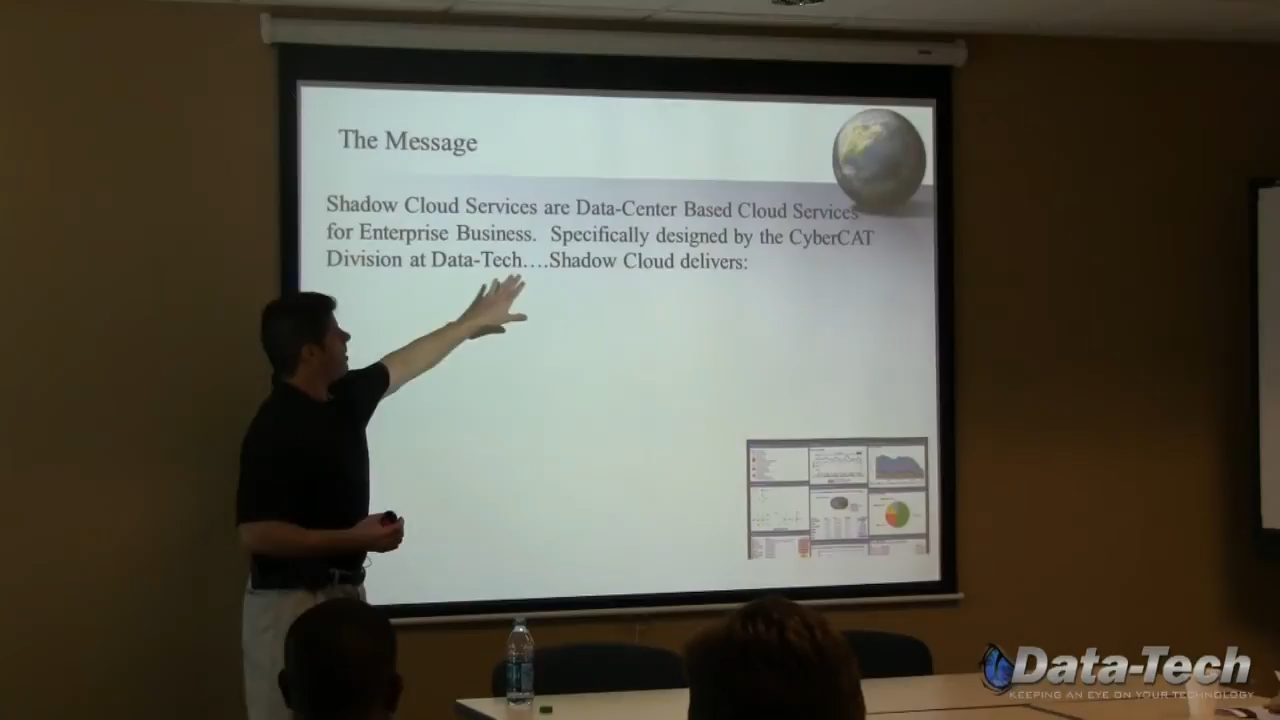 The Message
Shadow Cloud Services are Data-Center Based Cloud Services
for Enterprise Business.  Specifically designed by the CyberCAT
Division at Data-Tech….Shadow Cloud delivers:
Data-Tech
KEEPING AN EYE ON YOUR TECHNOLOGY